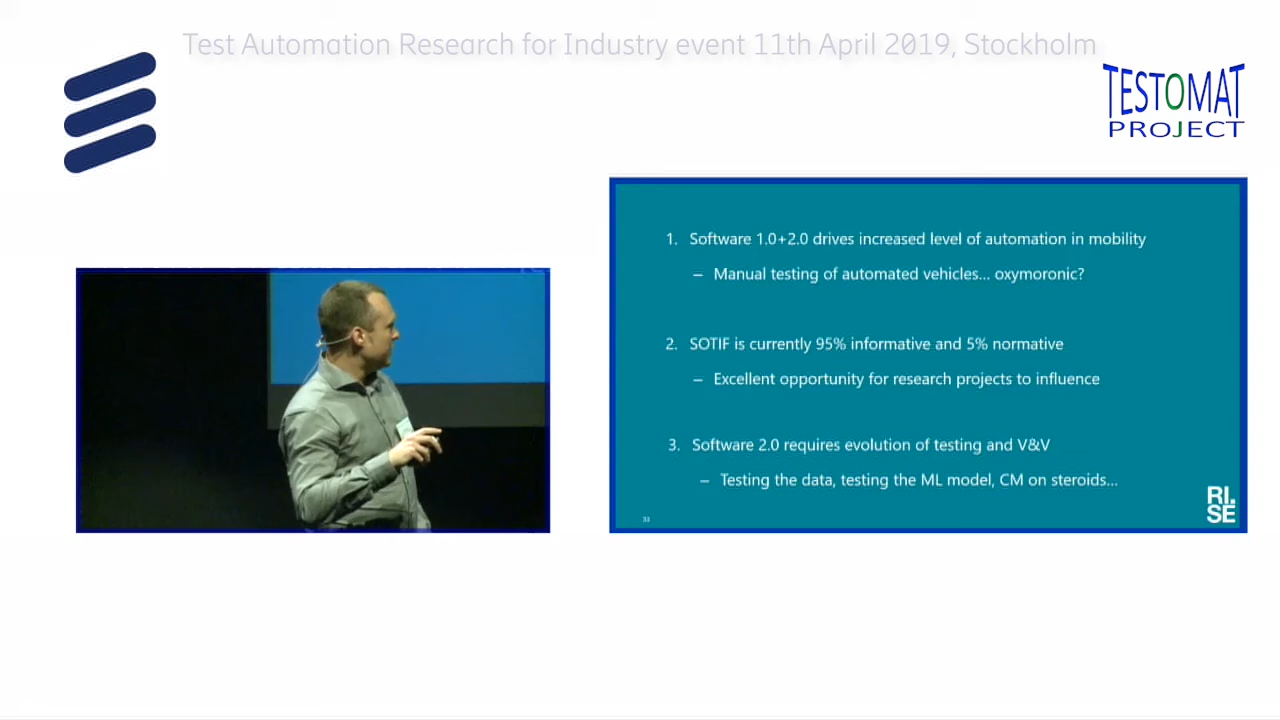 Test Automation Research for Industry event 11th April 2019, Stockholm
TESTOMAT
PROJECT
1. Software 1.0+2.0 drives increased level of automation in mobility
– Manual testing of automated vehicles... oxymoronic?
2. SOTIF is currently 95% informative and 5% normative
– Excellent opportunity for research projects to influence
3. Software 2.0 requires evolution of testing and V&V
– Testing the data, testing the ML model, CM on steroids...
33
RI.
SE